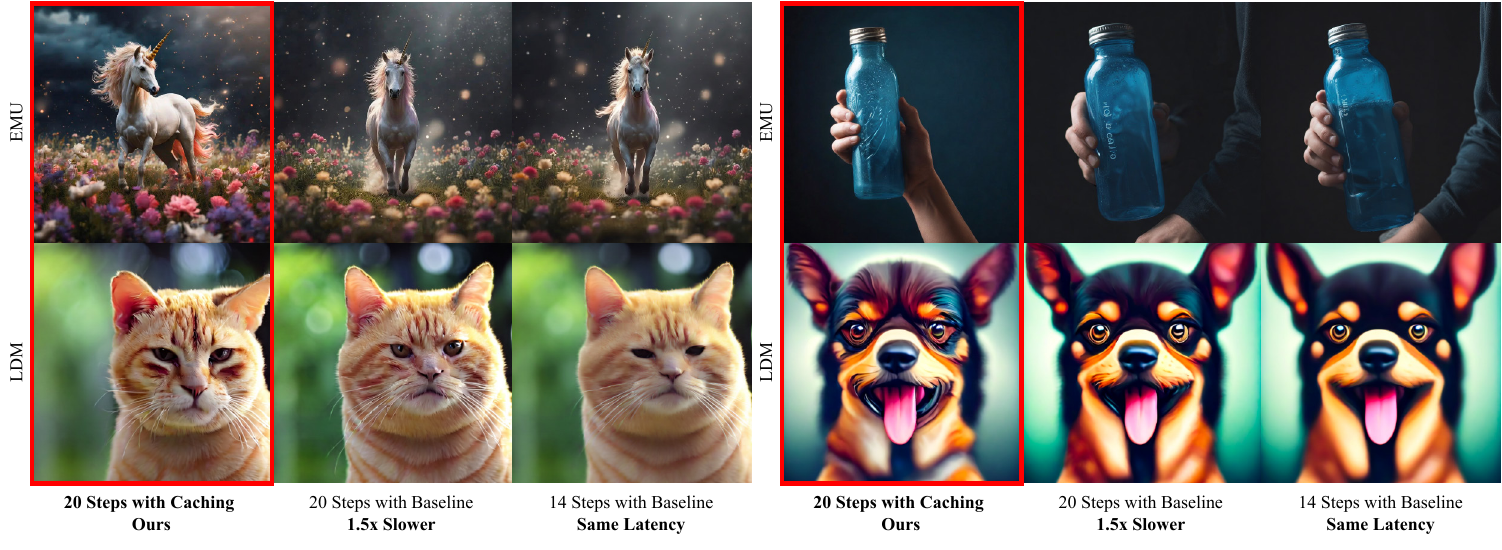 EMU
EMU
LDM
LDM
20 Steps with Caching
Ours
20 Steps with Baseline
1.5x Slower
14 Steps with Baseline
Same Latency
20 Steps with Caching
Ours
20 Steps with Baseline
1.5x Slower
14 Steps with Baseline
Same Latency